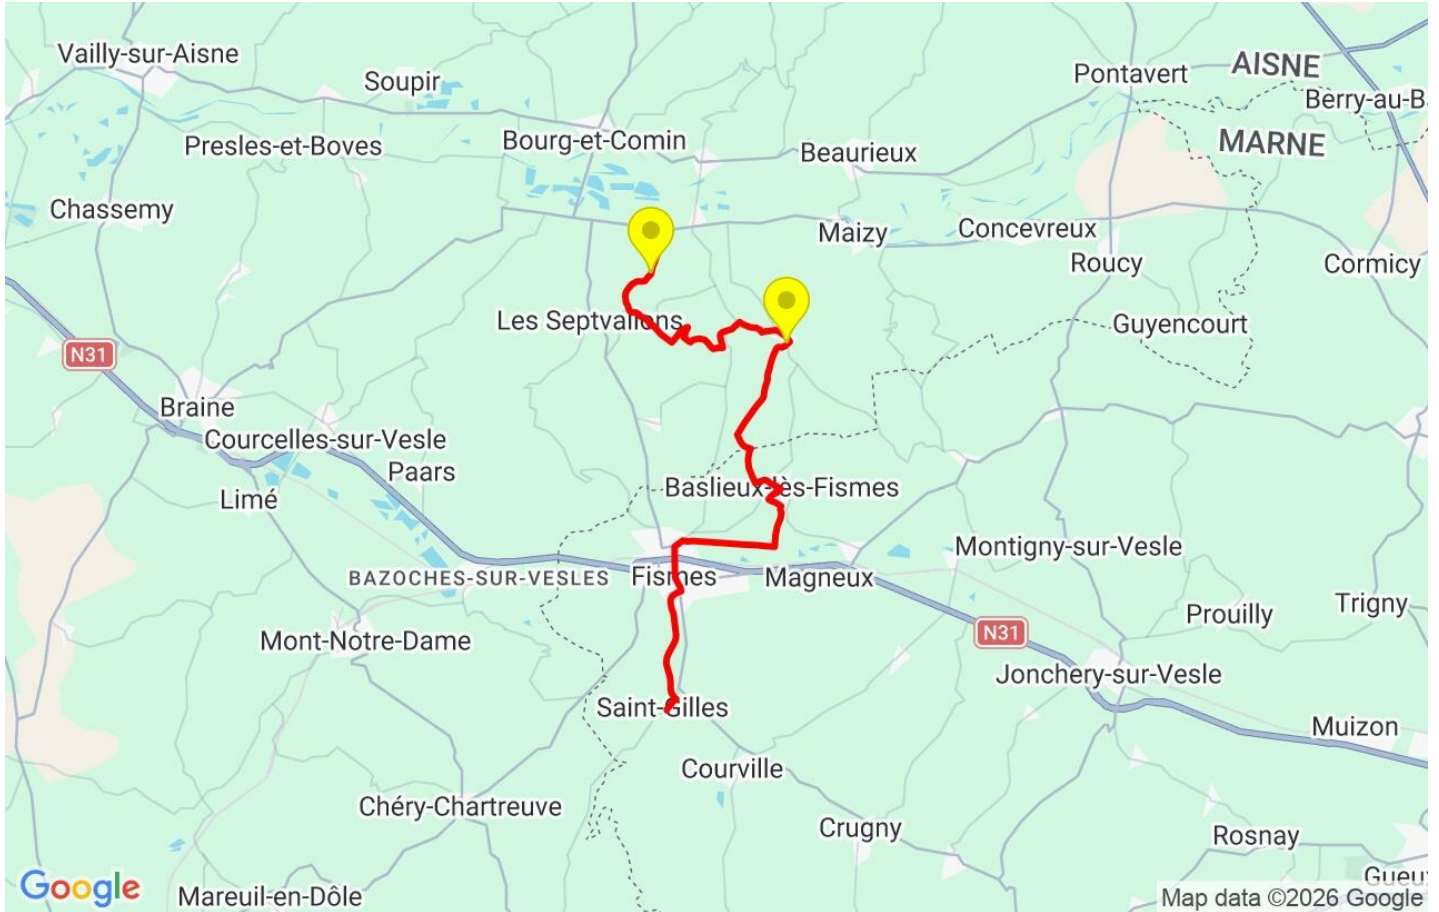 Vailly-sur-Aisne
Soupir
Pontavert
AISNE
Berry-au-B
MARNE
Presles-et-Boves
Bourg-et-Comin
Beaurieux
Chassemy
Maizy
Concevreux
Roucy
Cormicy
Les Septvallons
Guyencourt
N31
Braine
Courcelles-sur-Vesle
Paars
Limé
Baslieux-lès-Fismes
Montigny-sur-Vesle
BAZOCHES-SUR-VESLES
Fismes
Magneux
Prouilly
Trigny
Mont-Notre-Dame
N31
Jonchery-sur-Vesle
Saint-Gilles
Muizon
Courville
Chéry-Chartreuve
Crugny
Rosnay
Gueux
Google
Mareuil-en-Dôle
Map data ©2026 Google